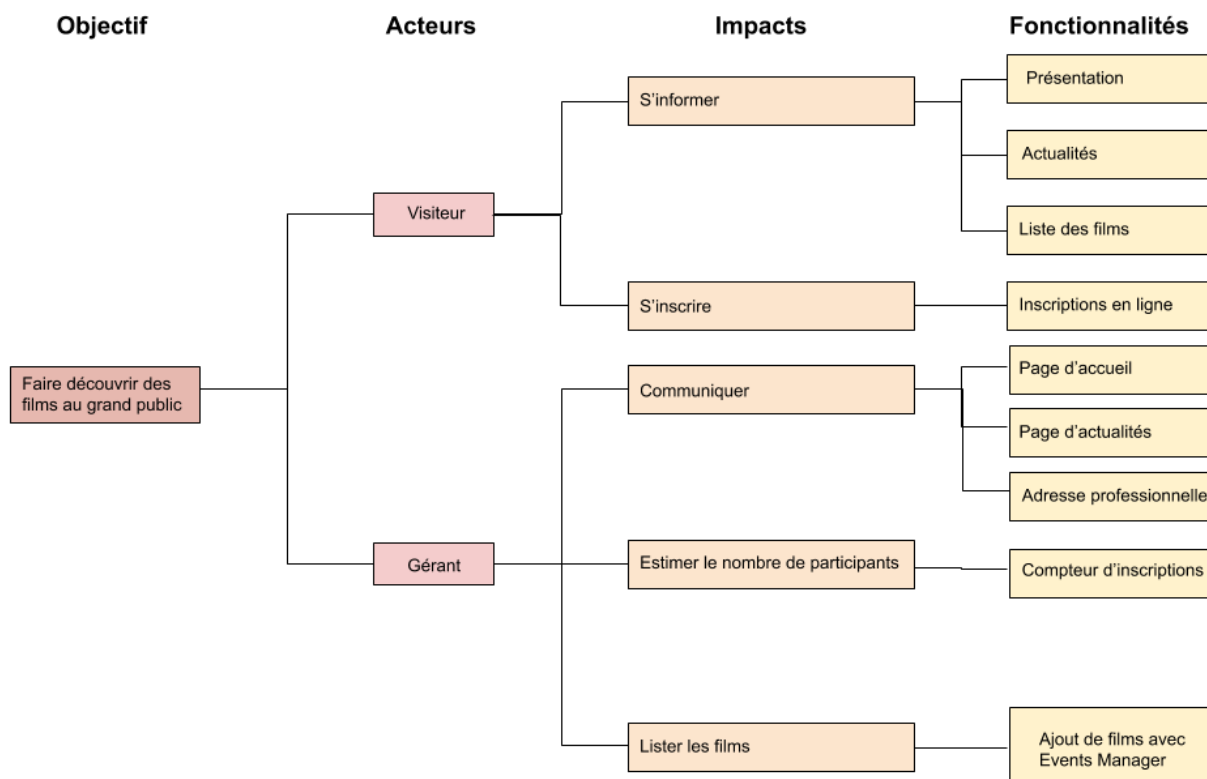 Objectif
Acteurs
Impacts
Fonctionnalités
Faire découvrir des
films au grand public
Visiteur
S'informer
Présentation
Actualités
Liste des films
S'inscrire
Inscriptions en ligne
Gérant
Communiquer
Page d'accueil
Page d'actualités
Adresse professionnelle
Estimer le nombre de participants
Compteur d'inscriptions
Lister les films
Ajout de films avec
Events Manager